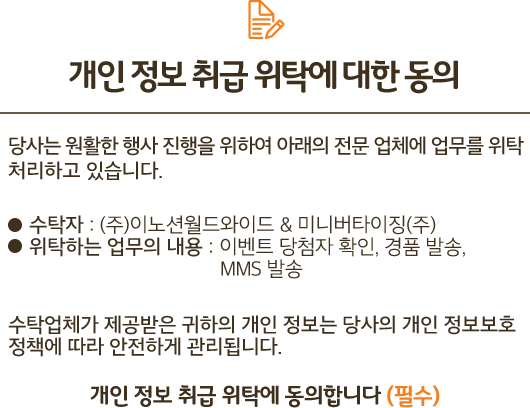 개인 정보 취급 위탁에 대한 동의
당사는 원활한 행사 진행을 위하여 아래의 전문 업체에 업무를 위탁
처리하고 있습니다.
● 수탁자 : (주)이노션월드와이드 & 미니버타이징(주)
● 위탁하는 업무의 내용 : 이벤트 당첨자 확인, 경품 발송,
MMS 발송
수탁업체가 제공받은 귀하의 개인 정보는 당사의 개인 정보보호
정책에 따라 안전하게 관리됩니다.
개인 정보 취급 위탁에 동의합니다 (필수)